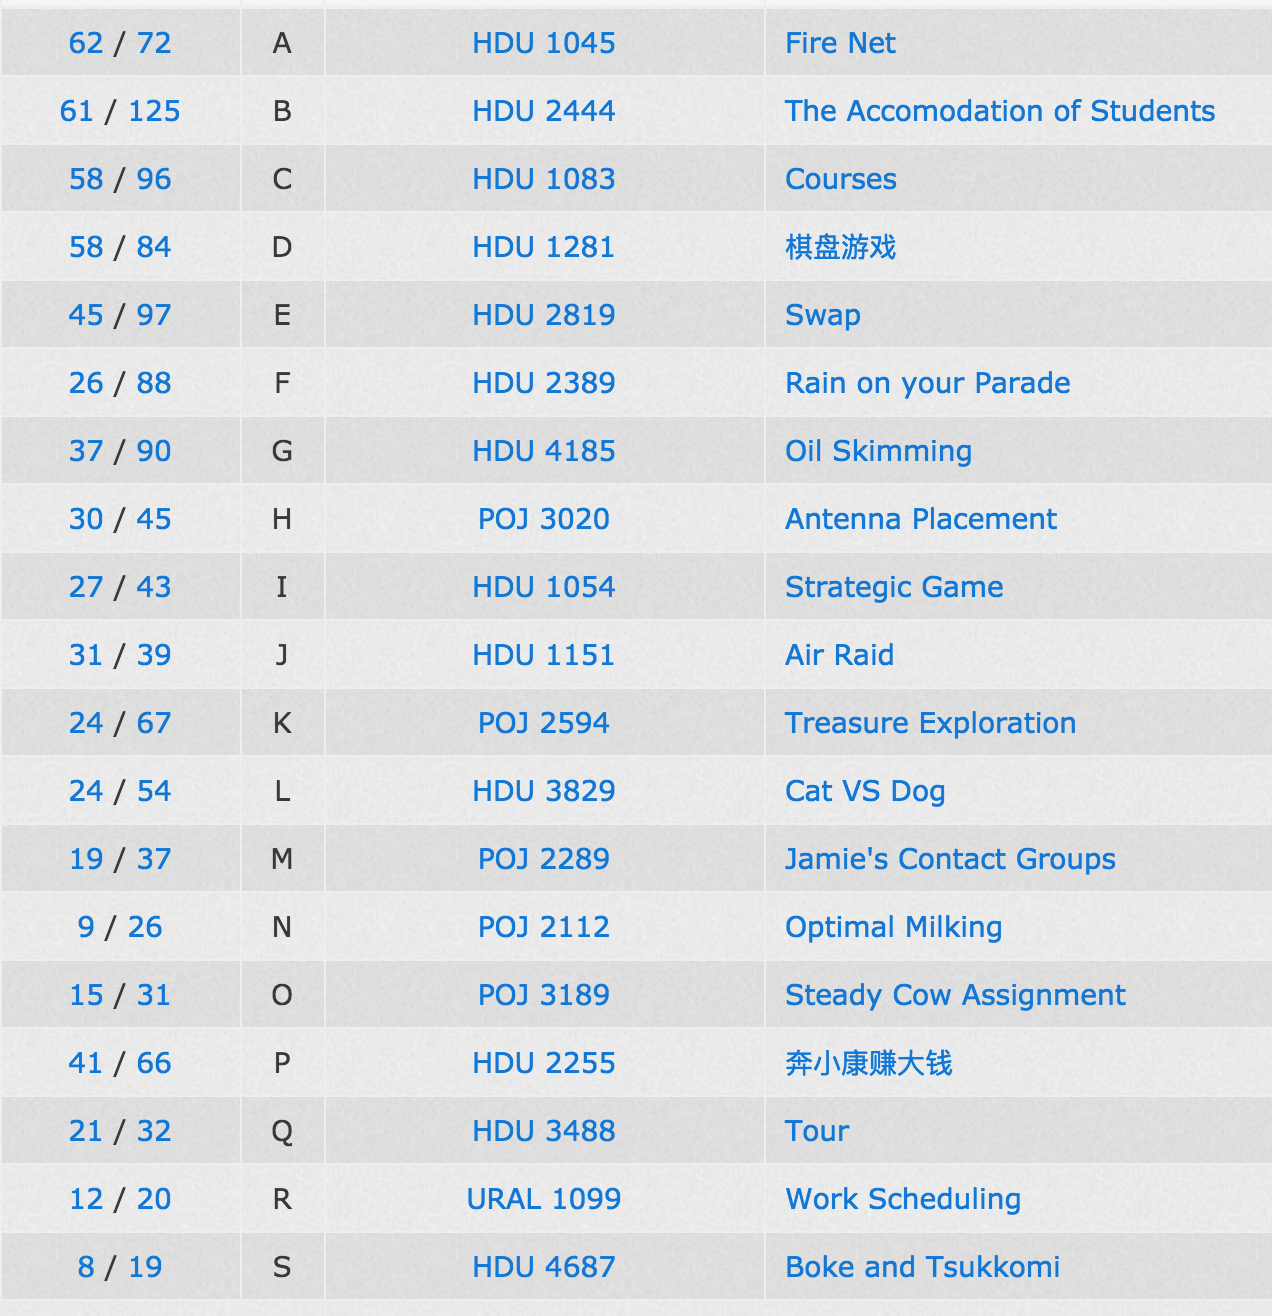 62 / 72 A HDU 1045 Fire Net
61 / 125 B HDU 2444 The Accomodation of Students
58 / 96 C HDU 1083 Courses
58 / 84 D HDU 1281 棋盘游戏
45 / 97 E HDU 2819 Swap
26 / 88 F HDU 2389 Rain on your Parade
37 / 90 G HDU 4185 Oil Skimming
30 / 45 H POJ 3020 Antenna Placement
27 / 43 I HDU 1054 Strategic Game
31 / 39 J HDU 1151 Air Raid
24 / 67 K POJ 2594 Treasure Exploration
24 / 54 L HDU 3829 Cat VS Dog
19 / 37 M POJ 2289 Jamie's Contact Groups
9 / 26 N POJ 2112 Optimal Milking
15 / 31 O POJ 3189 Steady Cow Assignment
41 / 66 P HDU 2255 奔小康赚大钱
21 / 32 Q HDU 3488 Tour
12 / 20 R URAL 1099 Work Scheduling
8 / 19 S HDU 4687 Boke and Tsukkomi